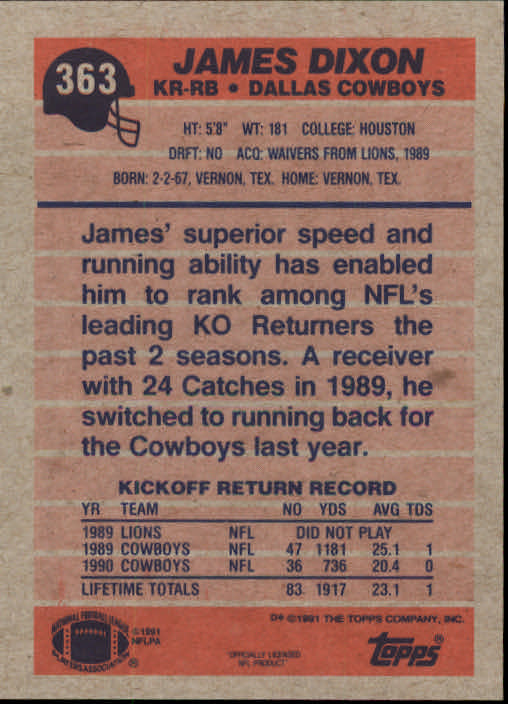 363
JAMES DIXON
KR-RB • DALLAS COWBOYS
HT: 5'8" WT: 181 COLLEGE: HOUSTON
DRFT: NO ACQ: WAIVERS FROM LIONS, 1989
BORN: 2-2-67, VERNON, TEX. HOME: VERNON, TEX.
James' superior speed and
running ability has enabled
him to rank among NFL's
leading KO Returners the
past 2 seasons. A receiver
with 24 Catches in 1989, he
switched to running back for
the Cowboys last year.
KICKOFF RETURN RECORD
YR TEAM NO YDS AVG TDS
1989 LIONS NFL DID NOT PLAY
1989 COWBOYS NFL 47 1181 25.1 1
1990 COWBOYS NFL 36 736 20.4 0
LIFETIME TOTALS 83 1917 23.1 1
D* ©1991 THE TOPPS COMPANY, INC.
NATIONAL FOOTBALL LEAGUE
PLAYERS ASSOCIATION ®
©1991
NFLPA
OFFICIALLY LICENSED
NFL PRODUCT
topps®